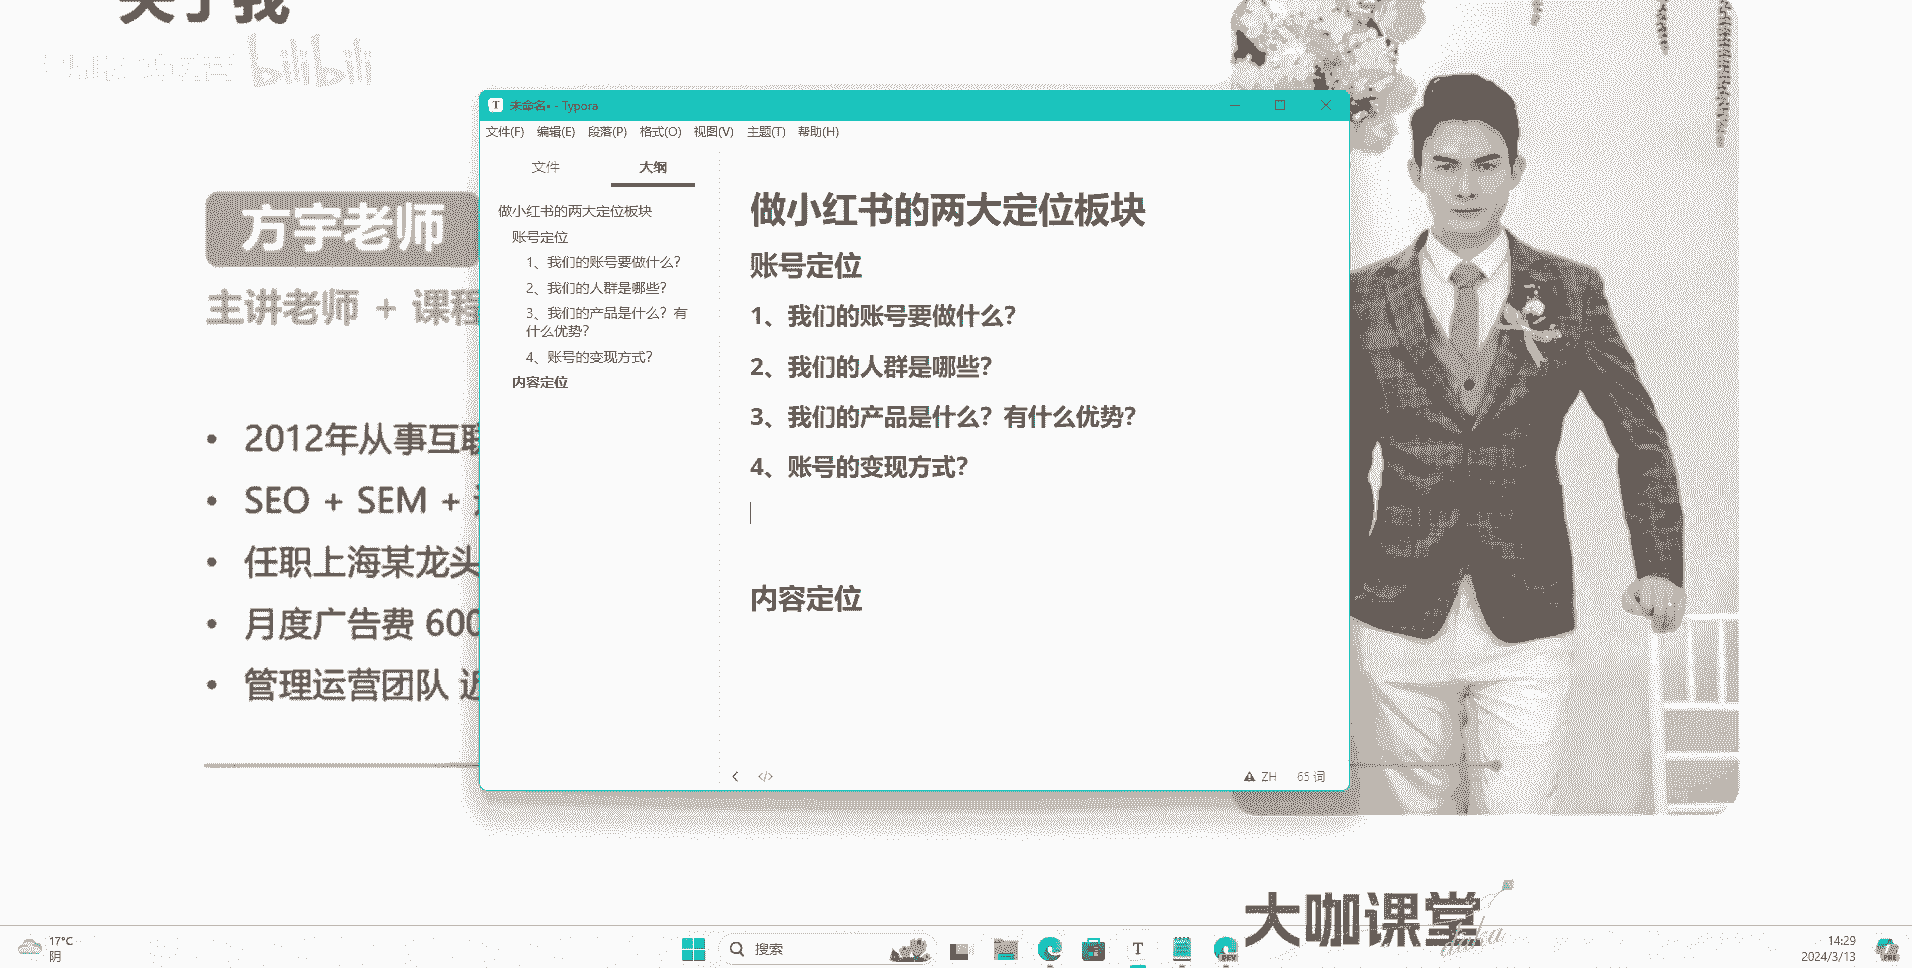 关于我
bilibili
方宇老师
主讲老师 + 课程
2012年从事互联
SEO + SEM +
任职上海某龙头
月度广告费 600
管理运营团队 近
未命名• - Typora
文件(F) 编辑(E) 段落(P) 格式(O) 视图(V) 主题(T) 帮助(H)
文件 大纲
做小红书的两大定位板块
账号定位
1、我们的账号要做什么？
2、我们的人群是哪些？
3、我们的产品是什么？有
什么优势？
4、账号的变现方式？
内容定位
做小红书的两大定位板块
账号定位
1、我们的账号要做什么？
2、我们的人群是哪些？
3、我们的产品是什么？有什么优势？
4、账号的变现方式？
内容定位
ZH 65 词
大咖课堂
daka
17°C
阴
搜索
T
DEV
14:29
2024/3/13
PRE